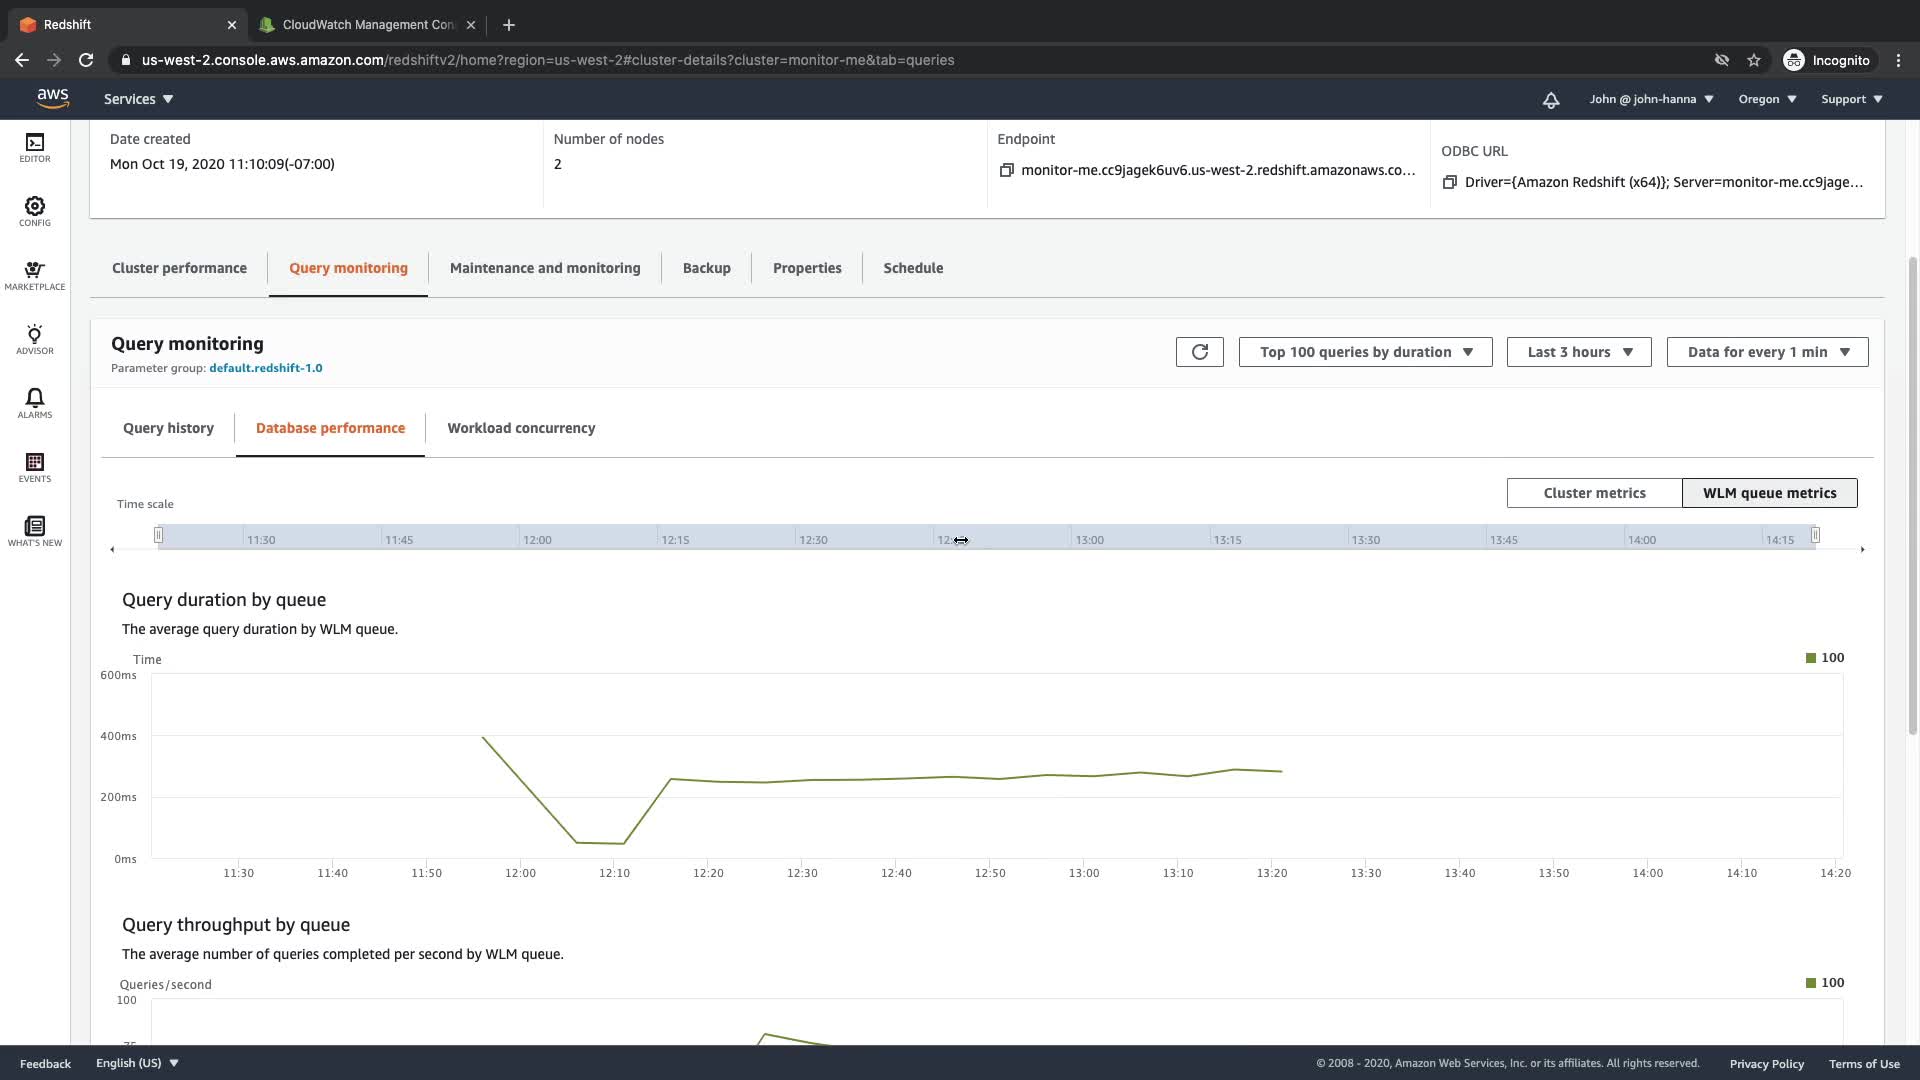 Redshift
CloudWatch Management Con
us-west-2.console.aws.amazon.com/redshiftv2/home?region=us-west-2#cluster-details?cluster=monitor-me&tab=queries
Incognito
aws
Services
John @ john-hanna
Oregon
Support
EDITOR
CONFIG
MARKETPLACE
ADVISOR
ALARMS
EVENTS
WHAT'S NEW
Date created
Mon Oct 19, 2020 11:10:09(-07:00)
Number of nodes
2
Endpoint
monitor-me.cc9jagek6uv6.us-west-2.redshift.amazonaws.co...
ODBC URL
Driver={Amazon Redshift (x64)}; Server=monitor-me.cc9jage...
Cluster performance
Query monitoring
Maintenance and monitoring
Backup
Properties
Schedule
Query monitoring
Parameter group: default.redshift-1.0
Top 100 queries by duration
Last 3 hours
Data for every 1 min
Query history
Database performance
Workload concurrency
Cluster metrics
WLM queue metrics
Time scale
11:30 11:45 12:00 12:15 12:30 13:00 13:15 13:30 13:45 14:00 14:15
Query duration by queue
The average query duration by WLM queue.
Time
100
600ms
400ms
200ms
0ms
11:30 11:40 11:50 12:00 12:10 12:20 12:30 12:40 12:50 13:00 13:10 13:20 13:30 13:40 13:50 14:00 14:10 14:20
Query throughput by queue
The average number of queries completed per second by WLM queue.
Queries/second
100
100
Feedback
English (US)
© 2008 - 2020, Amazon Web Services, Inc. or its affiliates. All rights reserved.
Privacy Policy
Terms of Use